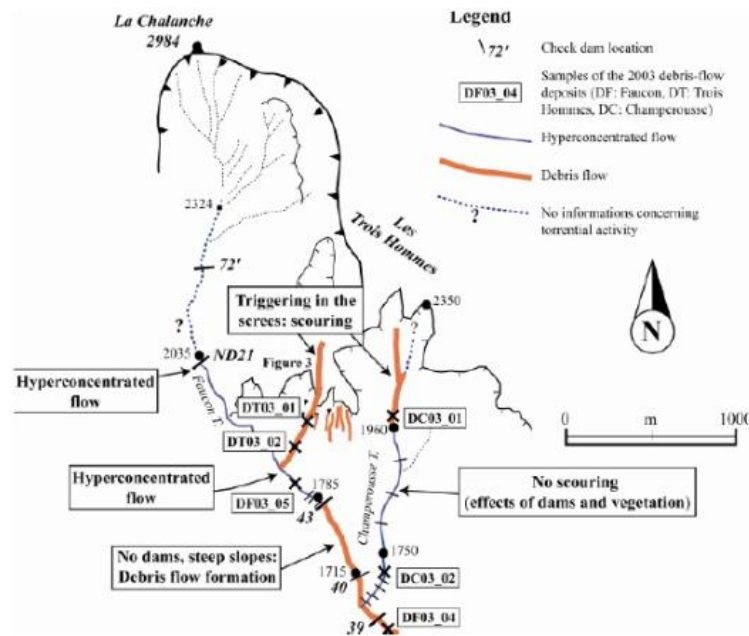 La Chalanche
2984
Legend
72'
Check dam location
DF03_04
Samples of the 2003 debris-flow
deposits (DF: Faucon, DT: Trois
Hommes, DC: Champerousse)
Hyperconcentrated flow
Debris flow
?
No informations concerning
torrential activity
2324
72'
?
Les
Trois Hommes
2350
?
Triggering in the
screes: scouring
N
2035
ND21
Figure 3
Hyperconcentrated
flow
Faucon T.
DT03_01
DT03_02
1960
DC03_01
0 m 1000
Hyperconcentrated
flow
DF03_05
1785
43
Champerousse T.
No scouring
(effects of dams and vegetation)
No dams, steep slopes:
Debris flow formation
1715
40
1750
DC03_02
39
DF03_04